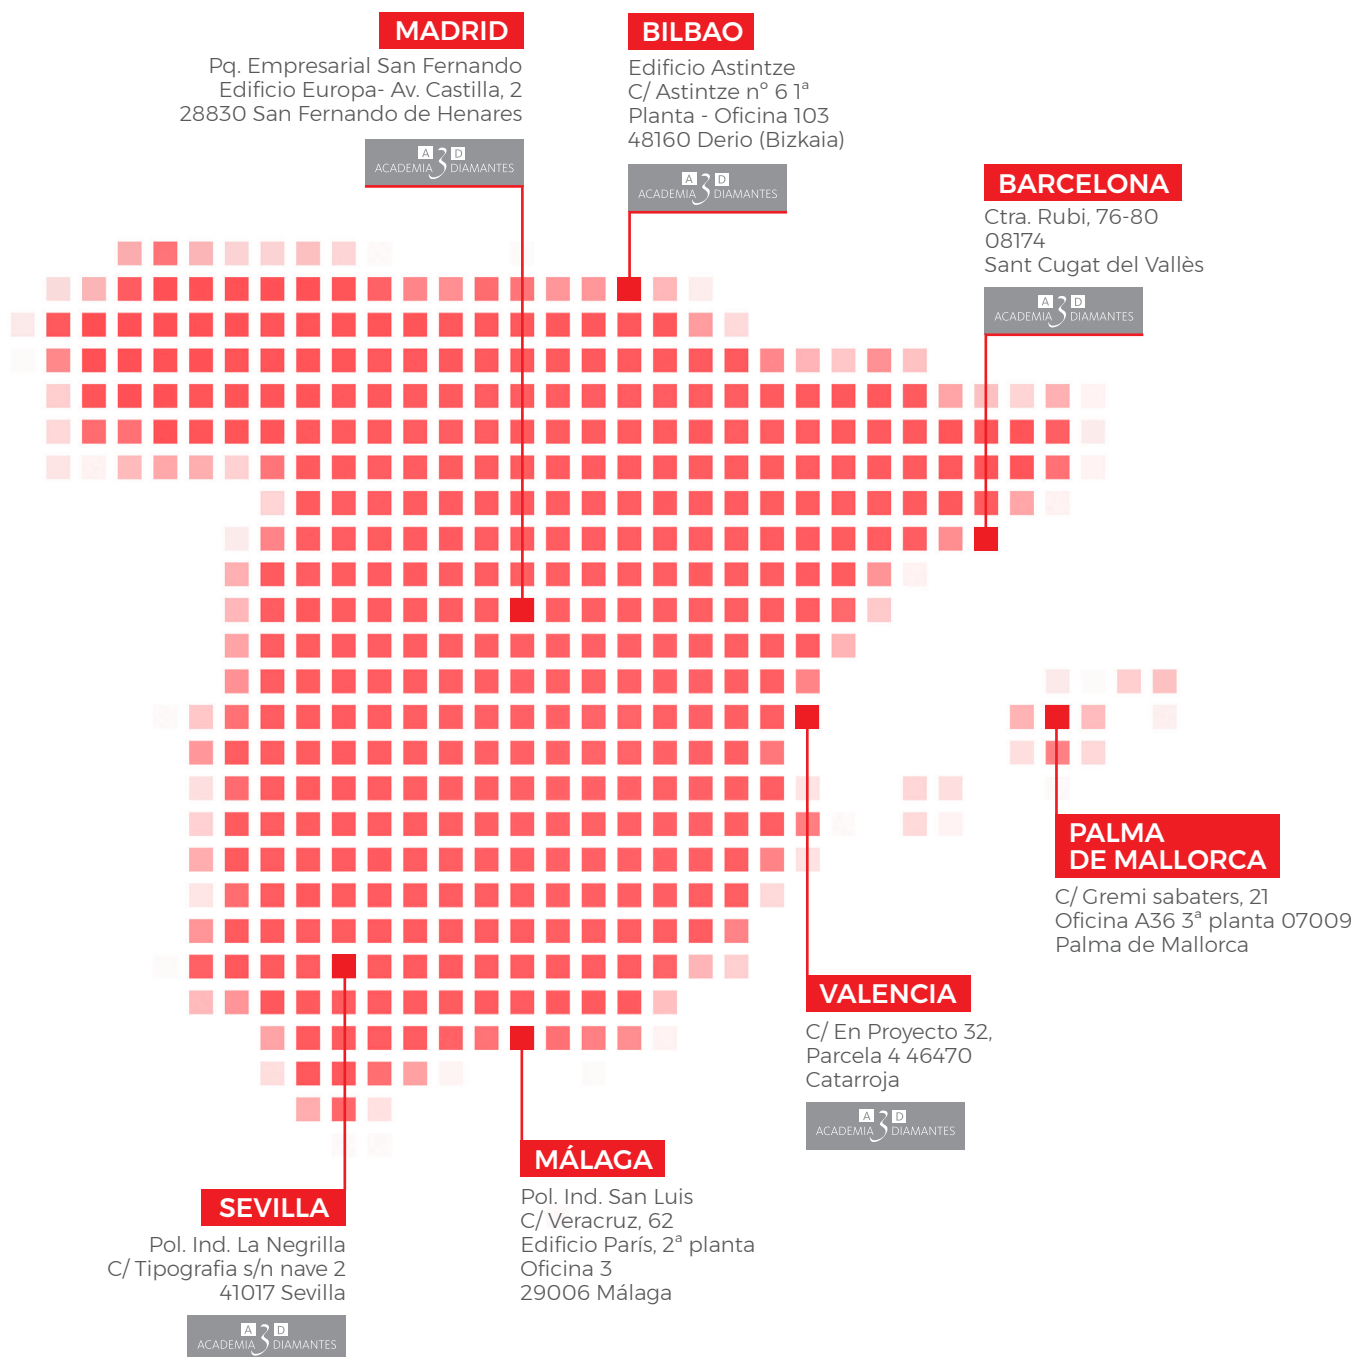 MADRID
Pq. Empresarial San Fernando
Edificio Europa- Av. Castilla, 2
28830 San Fernando de Henares
A D
ACADEMIA 3 DIAMANTES
BILBAO
Edificio Astintze
C/ Astintze nº 6 1ª
Planta - Oficina 103
48160 Derio (Bizkaia)
A D
ACADEMIA 3 DIAMANTES
BARCELONA
Ctra. Rubi, 76-80
08174
Sant Cugat del Vallès
A D
ACADEMIA 3 DIAMANTES
PALMA
DE MALLORCA
C/ Gremi sabaters, 21
Oficina A36 3ª planta 07009
Palma de Mallorca
VALENCIA
C/ En Proyecto 32,
Parcela 4 46470
Catarroja
A D
ACADEMIA 3 DIAMANTES
MÁLAGA
Pol. Ind. San Luis
C/ Veracruz, 62
Edificio París, 2ª planta
Oficina 3
29006 Málaga
SEVILLA
Pol. Ind. La Negrilla
C/ Tipografia s/n nave 2
41017 Sevilla
A D
ACADEMIA 3 DIAMANTES